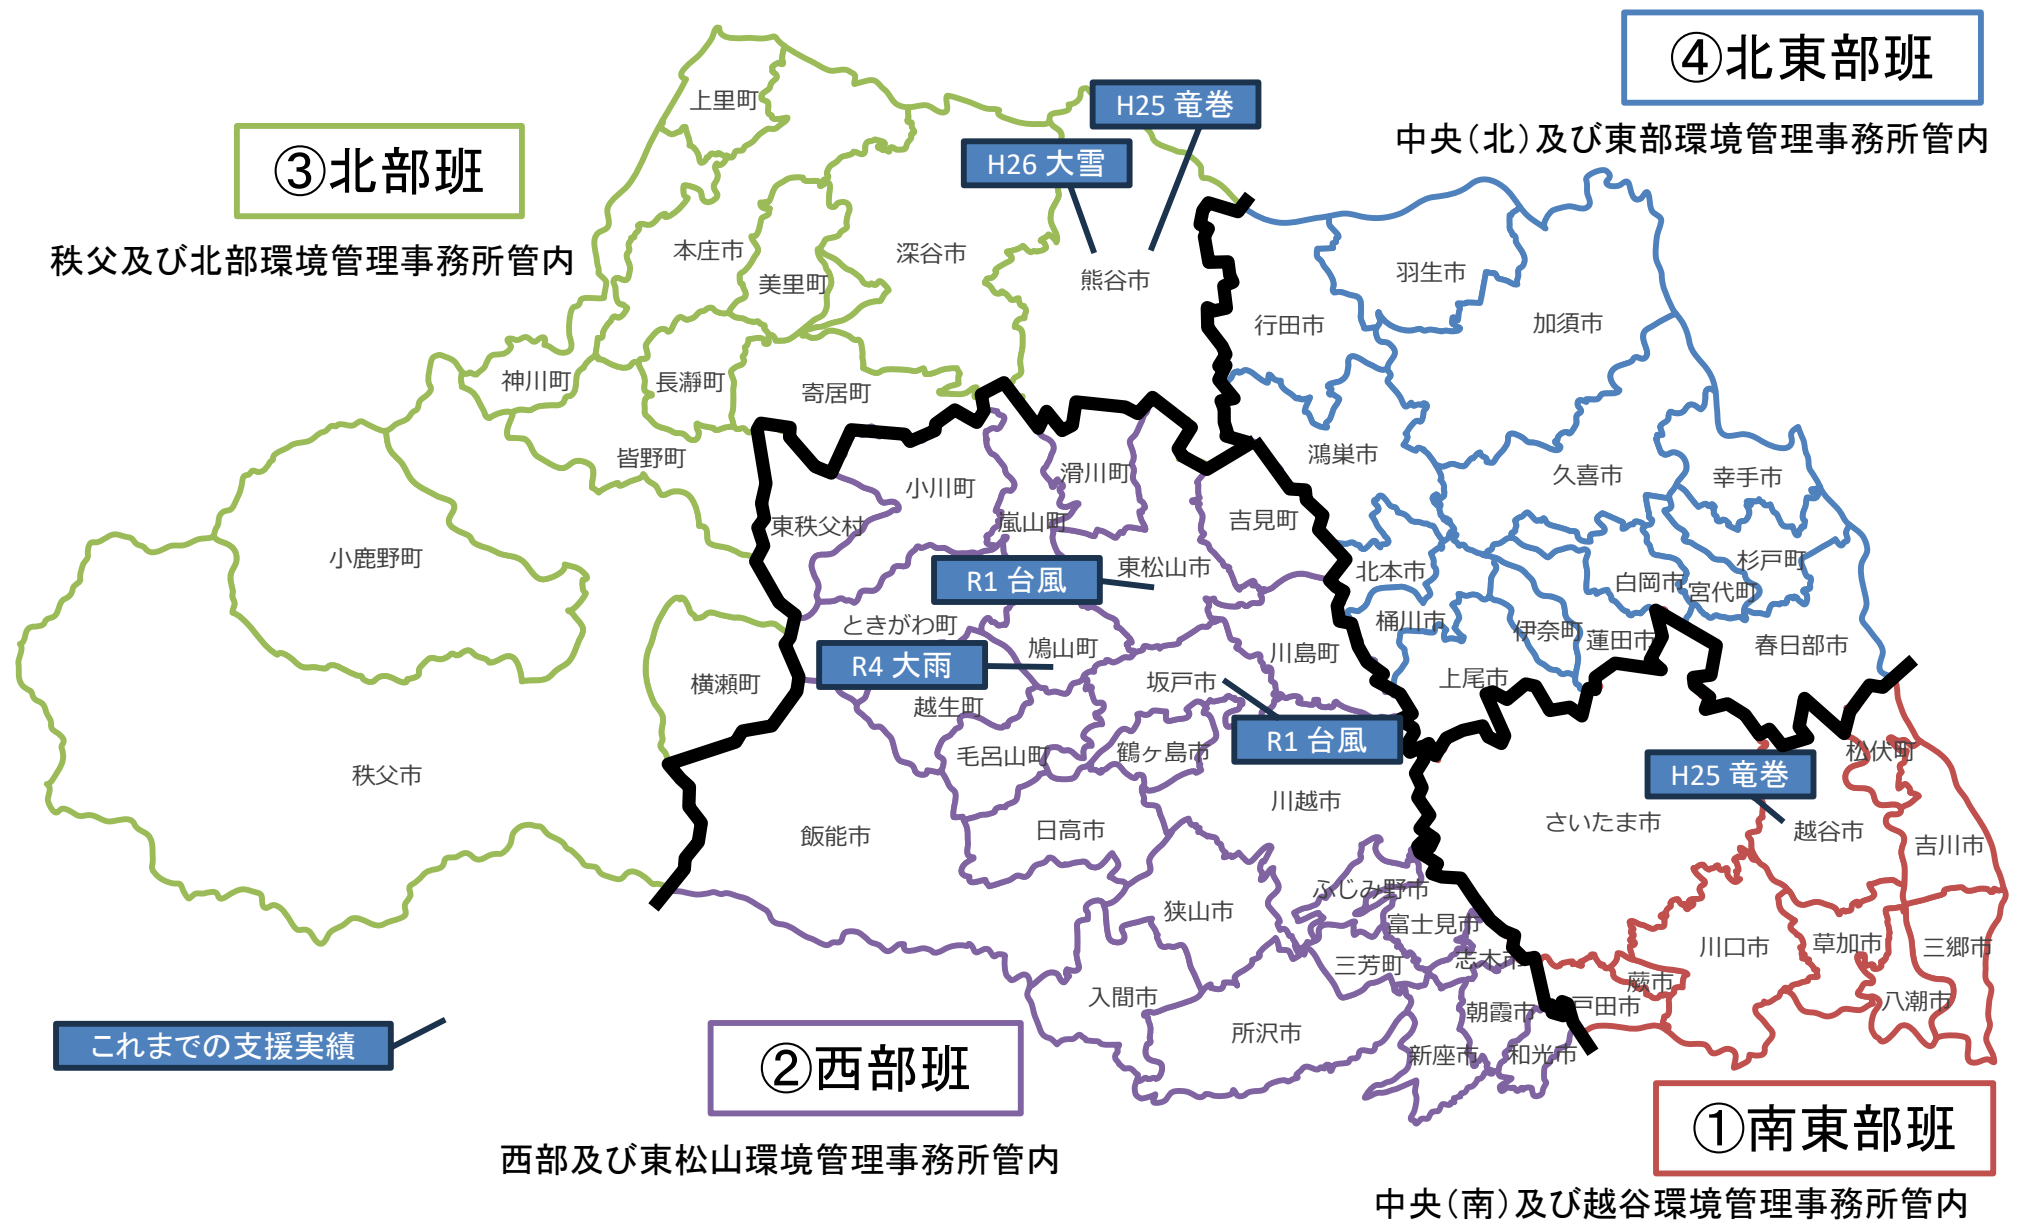 ④北東部班
中央（北）及び東部環境管理事務所管内
H25 竜巻
H26 大雪
③北部班
秩父及び北部環境管理事務所管内
上里町
本庄市
美里町
深谷市
熊谷市
神川町
長瀞町
寄居町
皆野町
小鹿野町
秩父市
横瀬町
行田市
羽生市
加須市
鴻巣市
久喜市
幸手市
北本市
桶川市
伊奈町
白岡市
宮代町
杉戸町
蓮田市
春日部市
上尾市
東秩父村
小川町
嵐山町
滑川町
吉見町
東松山市
R1 台風
ときがわ町
鳩山町
R4 大雨
川島町
坂戸市
越生町
毛呂山町
鶴ヶ島市
R1 台風
川越市
飯能市
日高市
狭山市
ふじみ野市
富士見市
三芳町
志木市
入間市
所沢市
朝霞市
新座市
和光市
さいたま市
H25 竜巻
松伏町
越谷市
吉川市
川口市
草加市
三郷市
蕨市
戸田市
八潮市
これまでの支援実績
②西部班
西部及び東松山環境管理事務所管内
①南東部班
中央（南）及び越谷環境管理事務所管内